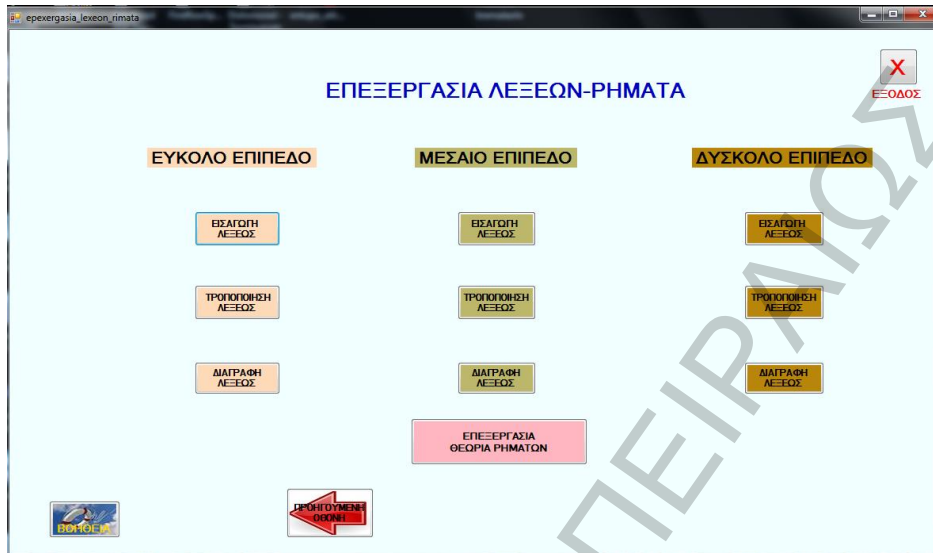 epexergasia_lexeon_rimata
X
ΕΞΟΔΟΣ
ΕΠΕΞΕΡΓΑΣΙΑ ΛΕΞΕΩΝ-ΡΗΜΑΤΑ
ΕΥΚΟΛΟ ΕΠΙΠΕΔΟ
ΜΕΣΑΙΟ ΕΠΙΠΕΔΟ
ΔΥΣΚΟΛΟ ΕΠΙΠΕΔΟ
ΕΙΣΑΓΩΓΗ
ΛΕΞΕΩΣ
ΕΙΣΑΓΩΓΗ
ΛΕΞΕΩΣ
ΕΙΣΑΓΩΓΗ
ΛΕΞΕΩΣ
ΤΡΟΠΟΠΟΙΗΣΗ
ΛΕΞΕΩΣ
ΤΡΟΠΟΠΟΙΗΣΗ
ΛΕΞΕΩΣ
ΤΡΟΠΟΠΟΙΗΣΗ
ΛΕΞΕΩΣ
ΔΙΑΓΡΑΦΗ
ΛΕΞΕΩΣ
ΔΙΑΓΡΑΦΗ
ΛΕΞΕΩΣ
ΔΙΑΓΡΑΦΗ
ΛΕΞΕΩΣ
ΕΠΕΞΕΡΓΑΣΙΑ
ΘΕΩΡΙΑ ΡΗΜΑΤΩΝ
ΒΟΗΘΕΙΑ
ΠΡΟΗΓΟΥΜΕΝΗ
ΟΘΟΝΗ
ΠΕΙΡΑΙΩΣ